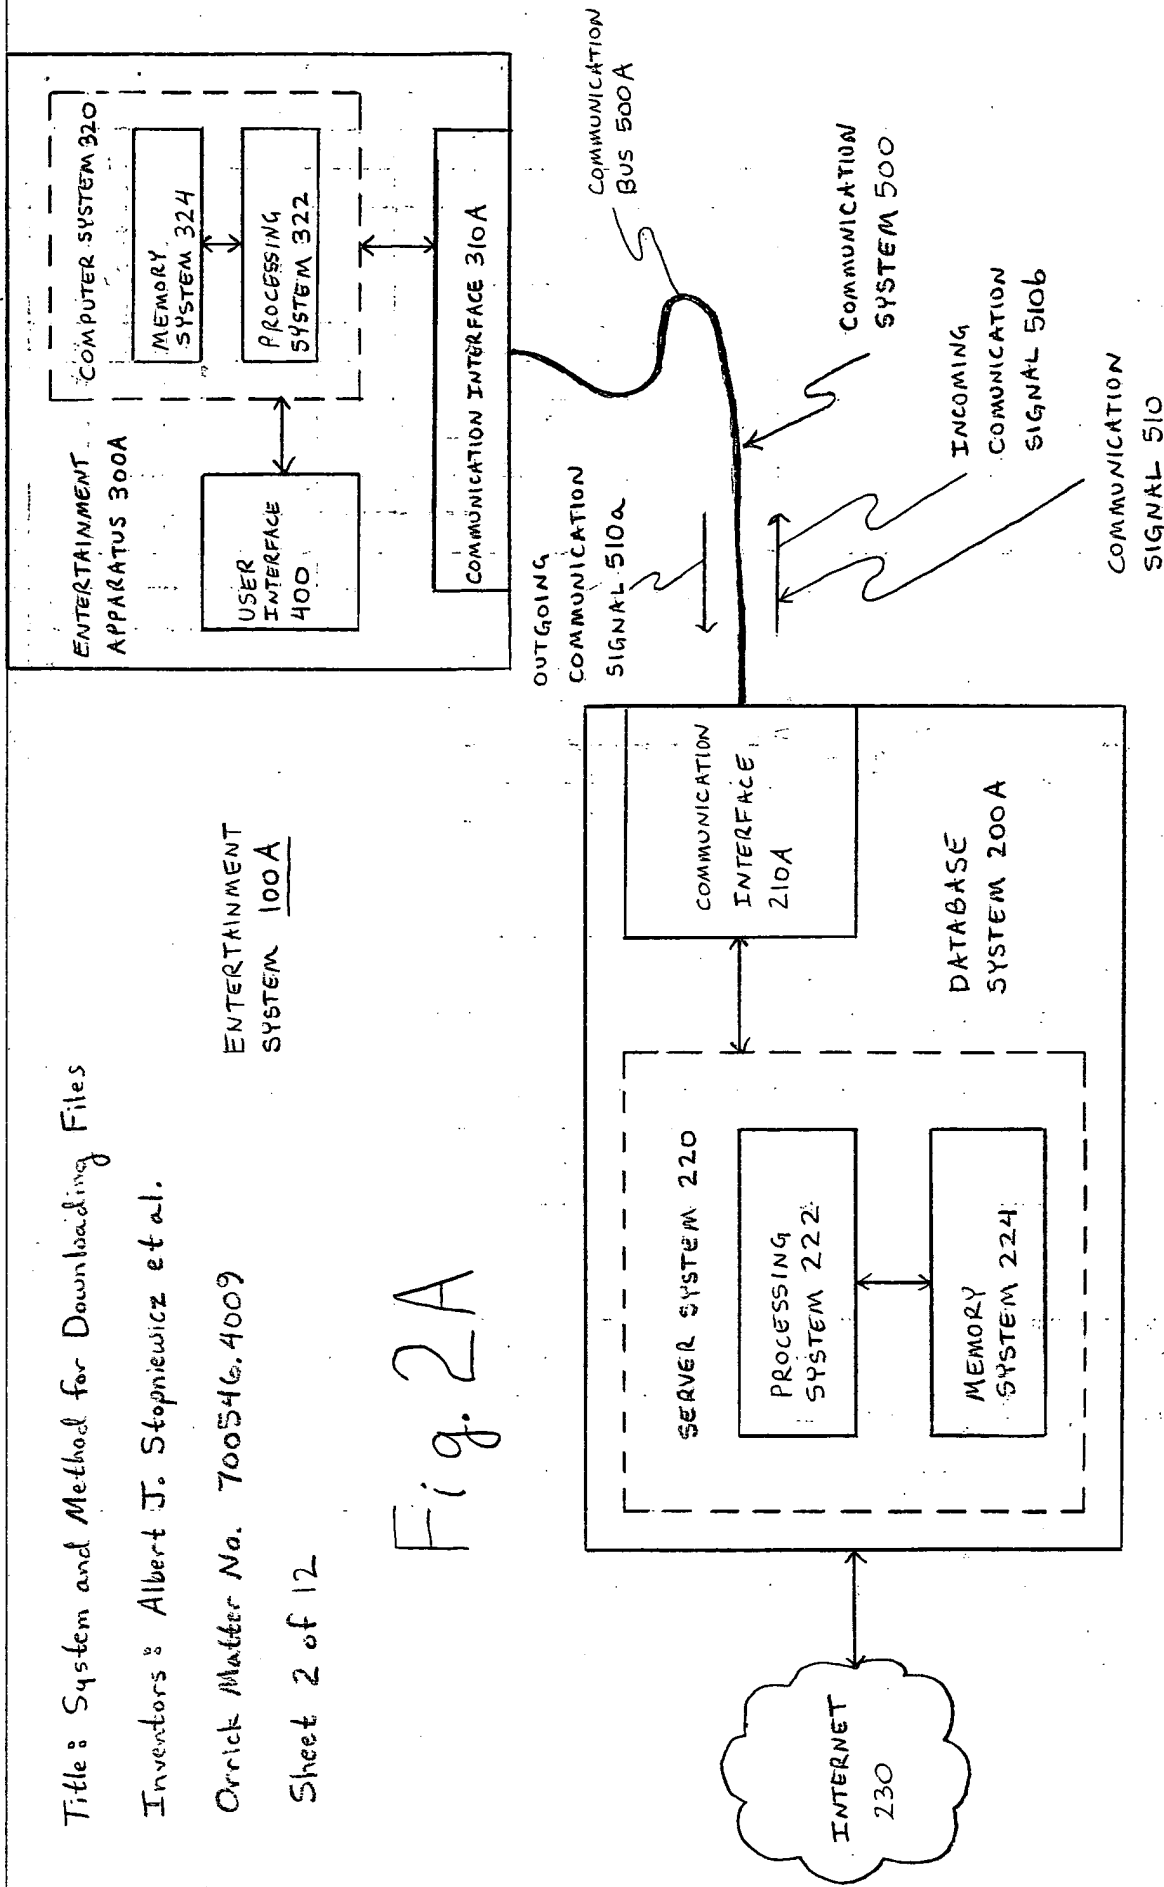 Title: System and Method for Downloading Files
Inventors: Albert J. Stopniewicz et al.
Orrick Matter No. 700546.4009
Sheet 2 of 12
Fig. 2A
ENTERTAINMENT
SYSTEM 100A
ENTERTAINMENT
APPARATUS 300A
COMPUTER SYSTEM 320
MEMORY
SYSTEM 324
PROCESSING
SYSTEM 322
USER
INTERFACE
400
COMMUNICATION INTERFACE 310A
OUTGOING
COMMUNICATION
SIGNAL 510a
COMMUNICATION
BUS 500A
COMMUNICATION
SYSTEM 500
INCOMING
COMUNICATION
SIGNAL 510b
COMMUNICATION
SIGNAL 510
INTERNET
230
SERVER SYSTEM 220
PROCESSING
SYSTEM 222
MEMORY
SYSTEM 224
COMMUNICATION
INTERFACE
210A
DATABASE
SYSTEM 200A